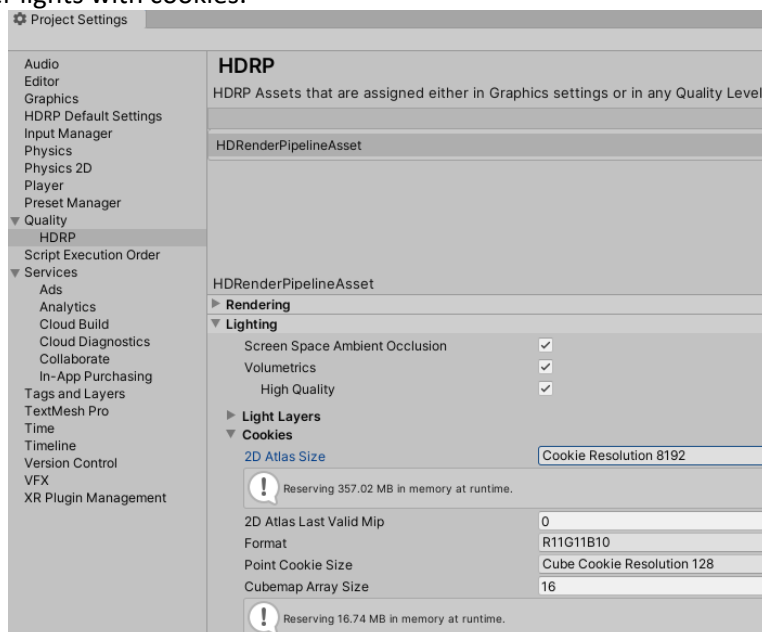 lights with cookies.
Project Settings
Audio
Editor
Graphics
HDRP Default Settings
Input Manager
Physics
Physics 2D
Player
Preset Manager
Quality
HDRP
Script Execution Order
Services
Ads
Analytics
Cloud Build
Cloud Diagnostics
Collaborate
In-App Purchasing
Tags and Layers
TextMesh Pro
Time
Timeline
Version Control
VFX
XR Plugin Management
HDRP
HDRP Assets that are assigned either in Graphics settings or in any Quality Level
HDRenderPipelineAsset
HDRenderPipelineAsset
Rendering
Lighting
Screen Space Ambient Occlusion
Volumetrics
High Quality
Light Layers
Cookies
2D Atlas Size Cookie Resolution 8192
Reserving 357.02 MB in memory at runtime.
2D Atlas Last Valid Mip 0
Format R11G11B10
Point Cookie Size Cube Cookie Resolution 128
Cubemap Array Size 16
Reserving 16.74 MB in memory at runtime.